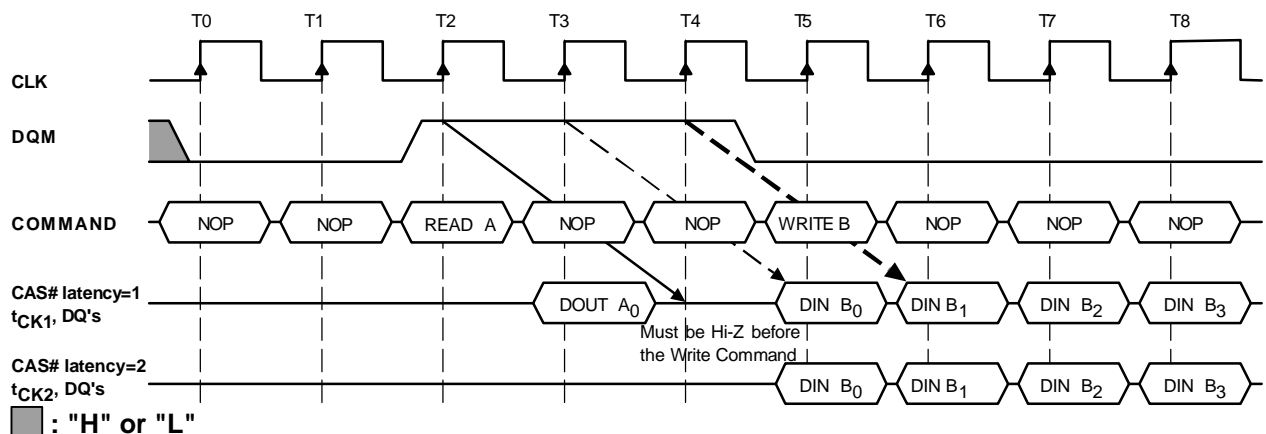 T0 T1 T2 T3 T4 T5 T6 T7 T8
CLK
DQM
COMMAND NOP NOP READ A NOP NOP WRITE B NOP NOP NOP
CAS# latency=1
tCK1, DQ's
DOUT A0 DIN B0 DIN B1 DIN B2 DIN B3
Must be Hi-Z before
the Write Command
CAS# latency=2
tCK2, DQ's
DIN B0 DIN B1 DIN B2 DIN B3
: "H" or "L"